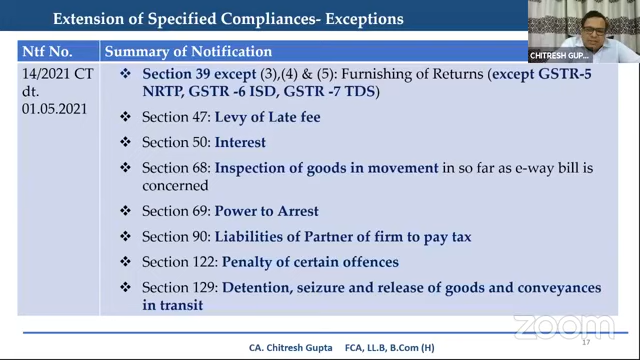 Extension of Specified Compliances- Exceptions
CHITRESH GUP...
Ntf No. Summary of Notification
14/2021 CT
dt.
01.05.2021
❖ Section 39 except (3),(4) & (5): Furnishing of Returns (except GSTR-5
NRTP, GSTR -6 ISD, GSTR -7 TDS)
❖ Section 47: Levy of Late fee
❖ Section 50: Interest
❖ Section 68: Inspection of goods in movement in so far as e-way bill is
concerned
❖ Section 69: Power to Arrest
❖ Section 90: Liabilities of Partner of firm to pay tax
❖ Section 122: Penalty of certain offences
❖ Section 129: Detention, seizure and release of goods and conveyances
in transit
zoom
CA. Chitresh Gupta FCA, LL.B, B.Com (H)
17